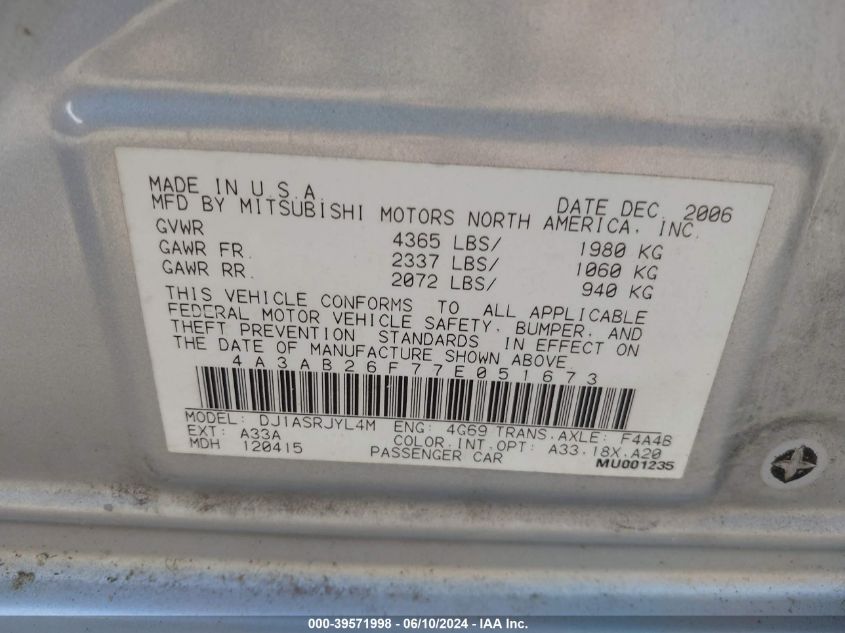 MADE IN U.S.A. DATE DEC. 2006
MFD BY MITSUBISHI MOTORS NORTH AMERICA, INC.
GVWR 4365 LBS/ 1980 KG
GAWR FR. 2337 LBS/ 1060 KG
GAWR RR. 2072 LBS/ 940 KG
THIS VEHICLE CONFORMS TO ALL APPLICABLE
FEDERAL MOTOR VEHICLE SAFETY, BUMPER, AND
THEFT PREVENTION STANDARDS IN EFFECT ON
THE DATE OF MANUFACTURE SHOWN ABOVE
4A3AB26F77E051673
MODEL: DJ1ASRJYL4M ENG: 4G69 TRANS.AXLE: F4A4B
EXT: A33A COLOR.INT.OPT: A33.18X.A20
MDH 120415 PASSENGER CAR MU001235
000-39571998 - 06/10/2024 - IAA Inc.